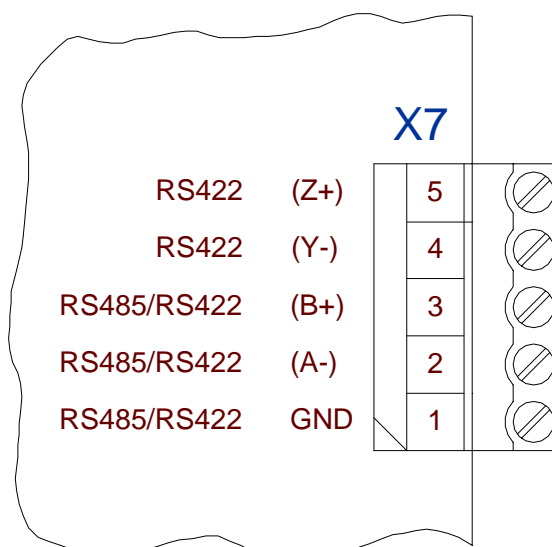 X7
RS422 (Z+) 5
RS422 (Y-) 4
RS485/RS422 (B+) 3
RS485/RS422 (A-) 2
RS485/RS422 GND 1